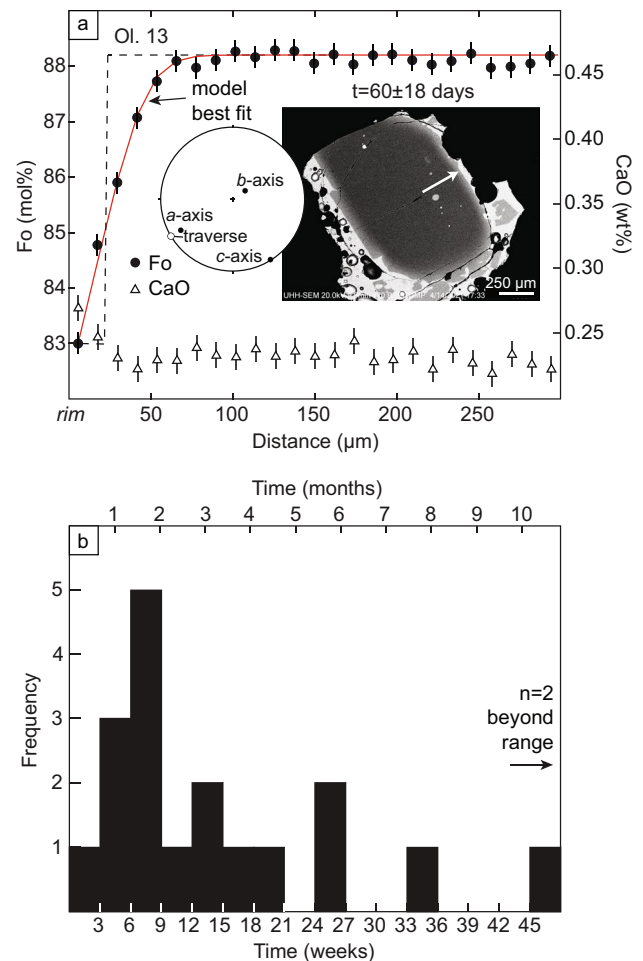 a
Ol. 13
88
87
86
85
84
83
Fo (mol%)
model
best fit
t=60±18 days
b-axis
a-axis
traverse
c-axis
Fo
CaO
250 µm
0.45
0.40
0.35
0.30
0.25
CaO (mol%)
rim
50
100
150
200
250
Distance (µm)
Time (months)
1 2 3 4 5 6 7 8 9 10
b
5
4
3
2
1
Frequency
n=2
beyond
range
3 6 9 12 15 18 21 24 27 30 33 36 39 42 45
Time (weeks)